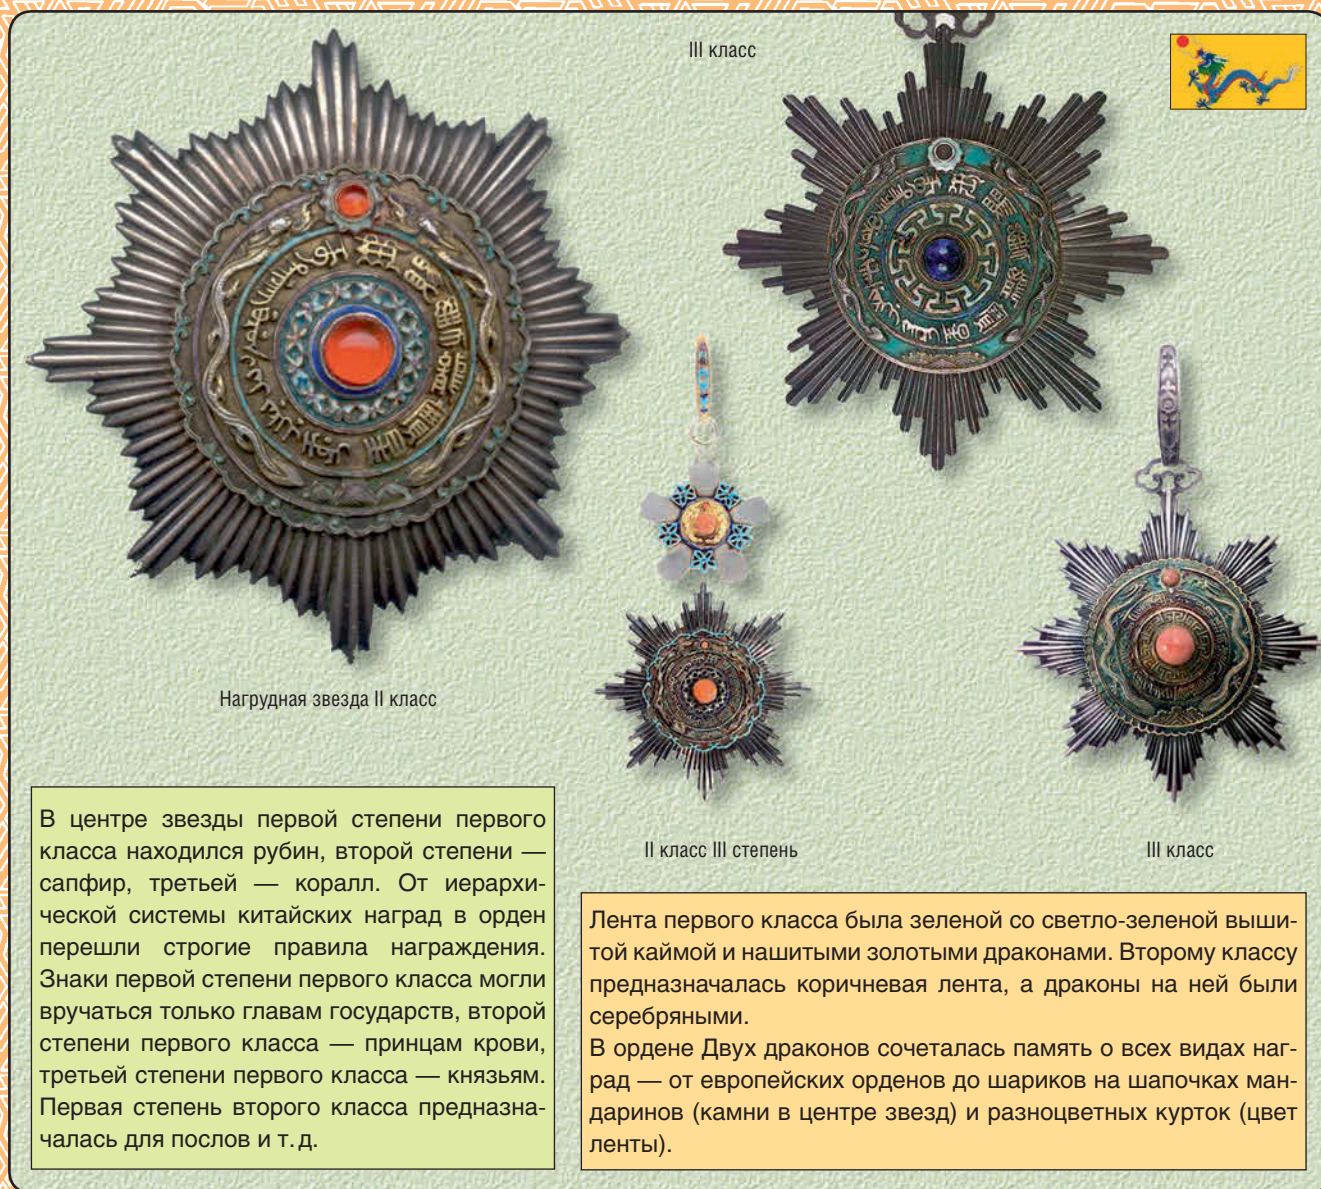 III класс
Нагрудная звезда II класс
II класс III степень
III класс
В центре звезды первой степени первого
класса находился рубин, второй степени —
сапфир, третьей — коралл. От иерархи-
ческой системы китайских наград в орден
перешли строгие правила награждения.
Знаки первой степени первого класса могли
вручаться только главам государств, второй
степени первого класса — принцам крови,
третьей степени первого класса — князьям.
Первая степень второго класса предназна-
чалась для послов и т. д.
Лента первого класса была зеленой со светло-зеленой выши-
той каймой и нашитыми золотыми драконами. Второму классу
предназначалась коричневая лента, а драконы на ней были
серебряными.
В ордене Двух драконов сочеталась память о всех видах наг-
рад — от европейских орденов до шариков на шапочках ман-
даринов (камни в центре звезд) и разноцветных курток (цвет
ленты).